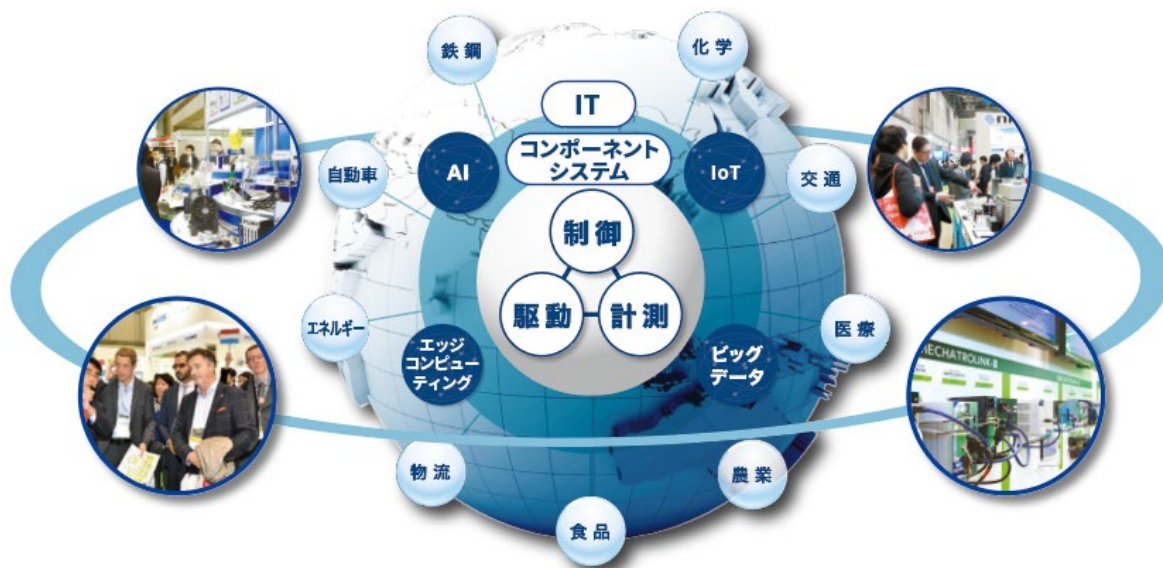 鉄鋼
化学
IT
コンポーネント
システム
AI
IoT
自動車
交通
制御
駆動
計測
エネルギー
医療
エッジ
コンピュー
ティング
ビッグ
データ
MECHATROLINK-III
物流
農業
食品